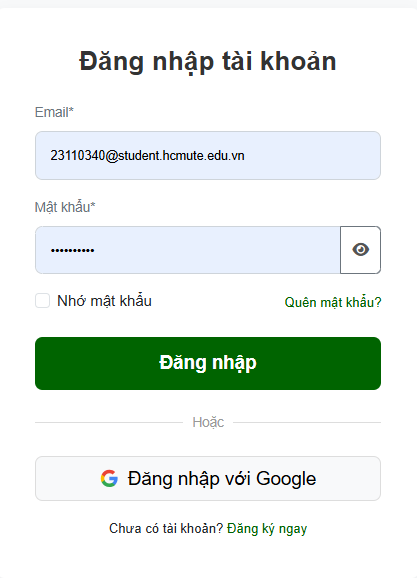 Đăng nhập tài khoản
Email*
23110340@student.hcmute.edu.vn
Mật khẩu*
••••••••••
Nhớ mật khẩu
Quên mật khẩu?
Đăng nhập
Hoặc
Đăng nhập với Google
Chưa có tài khoản? Đăng ký ngay